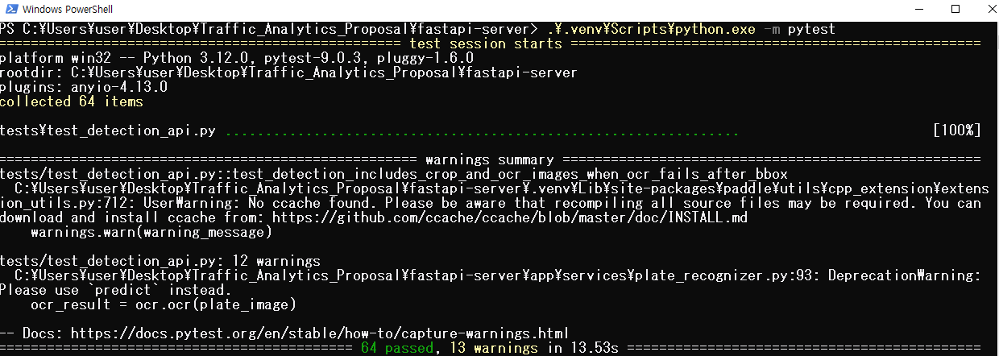 Windows PowerShell
PS C:¥Users¥user¥Desktop¥Traffic_Analytics_Proposal¥fastapi-server> .¥.venv¥Scripts¥python.exe -m pytest
================================================== test session starts ===================================================
platform win32 -- Python 3.12.0, pytest-9.0.3, pluggy-1.6.0
rootdir: C:¥Users¥user¥Desktop¥Traffic_Analytics_Proposal¥fastapi-server
plugins: anyio-4.13.0
collected 64 items
tests¥test_detection_api.py ................................................................ [100%]
==================================================== warnings summary ====================================================
tests/test_detection_api.py::test_detection_includes_crop_and_ocr_images_when_ocr_fails_after_bbox
C:¥Users¥user¥Desktop¥Traffic_Analytics_Proposal¥fastapi-server¥.venv¥Lib¥site-packages¥paddle¥utils¥cpp_extension¥extens
ion_utils.py:712: UserWarning: No ccache found. Please be aware that recompiling all source files may be required. You can
download and install ccache from: https://github.com/ccache/ccache/blob/master/doc/INSTALL.md
warnings.warn(warning_message)
tests/test_detection_api.py: 12 warnings
C:¥Users¥user¥Desktop¥Traffic_Analytics_Proposal¥fastapi-server¥app¥services¥plate_recognizer.py:93: DeprecationWarning:
Please use `predict` instead.
ocr_result = ocr.ocr(plate_image)
-- Docs: https://docs.pytest.org/en/stable/how-to/capture-warnings.html
============================================ 64 passed, 13 warnings in 13.53s ============================================